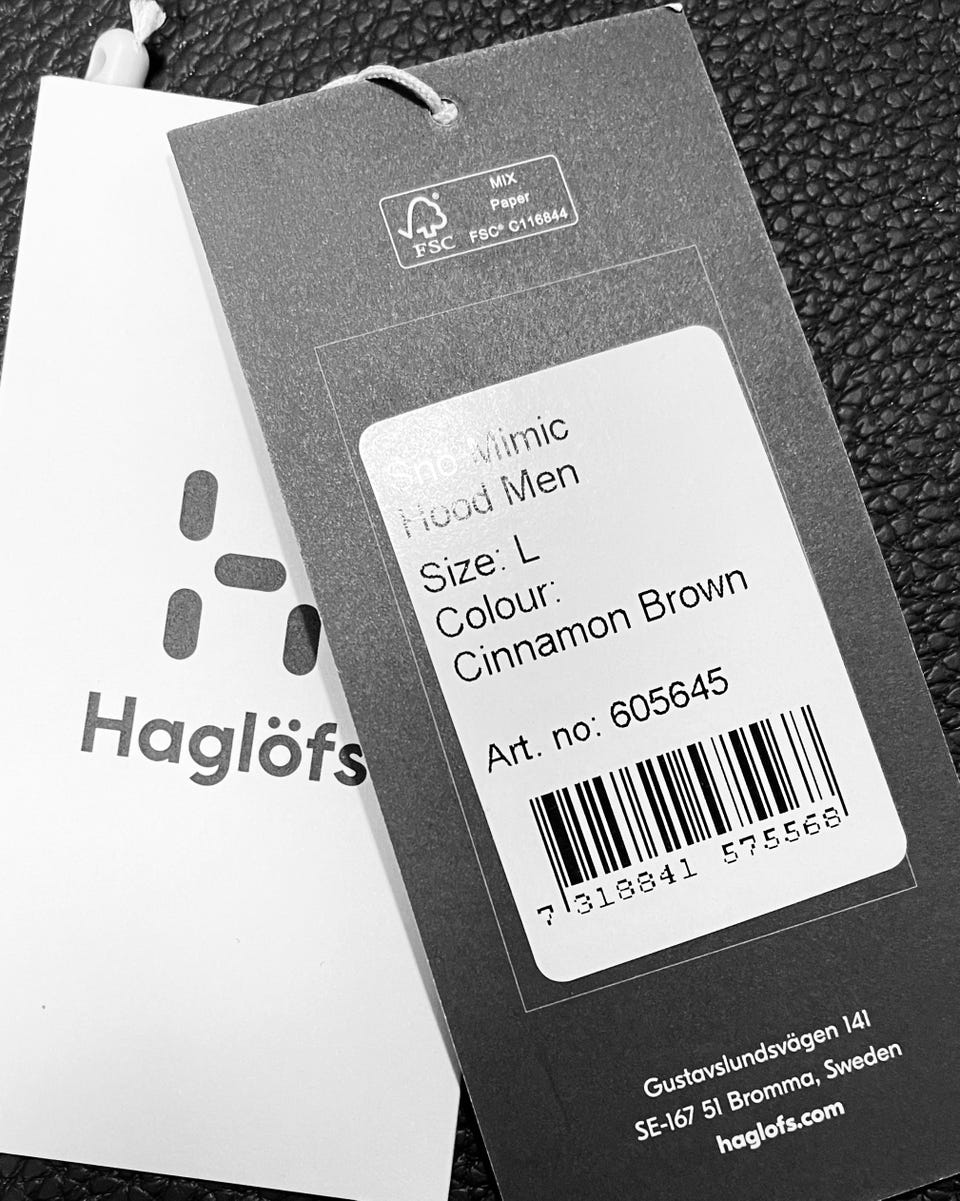 MIX
Paper
FSC® C116844
FSC
Sno Mimic
Hood Men
Size: L
Colour:
Cinnamon Brown
Art. no: 605645
7 318841 575568
Haglöfs
Gustavslundsvägen 141
SE-167 51 Bromma, Sweden
haglofs.com